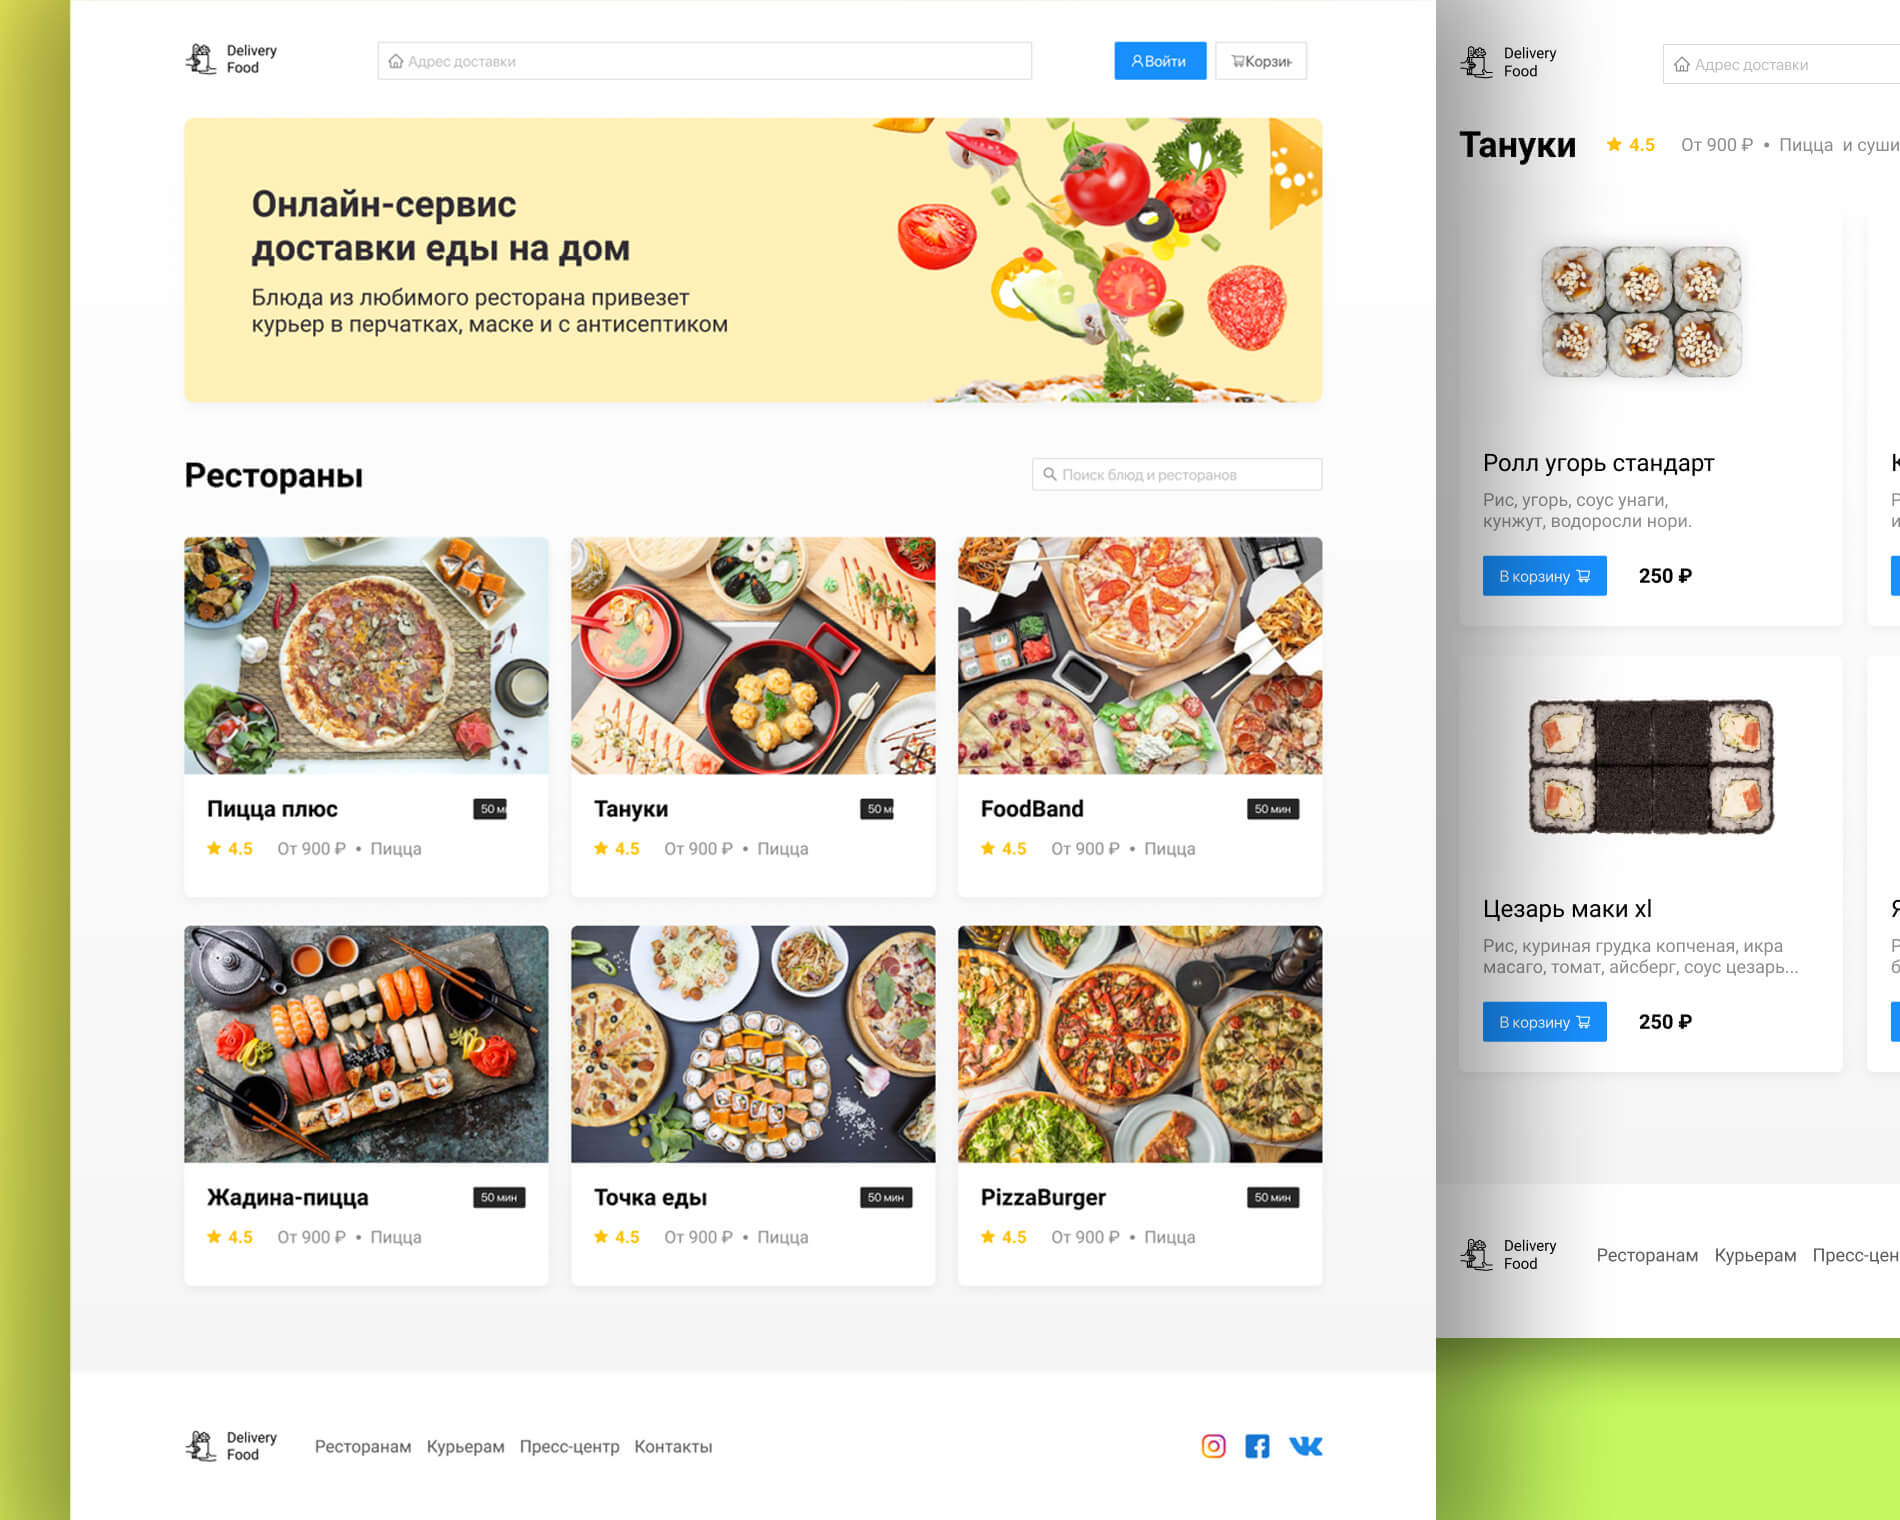 Delivery
Food
Адрес доставки
Войти
Корзин
Онлайн-сервис
доставки еды на дом
Блюда из любимого ресторана привезет
курьер в перчатках, маске и с антисептиком
Рестораны
Поиск блюд и ресторанов
Пицца плюс
50 м
4.5 От 900 ₽ • Пицца
Тануки
50 м
4.5 От 900 ₽ • Пицца
FoodBand
50 мин
4.5 От 900 ₽ • Пицца
Жадина-пицца
50 мин
4.5 От 900 ₽ • Пицца
Точка еды
50 мин
4.5 От 900 ₽ • Пицца
PizzaBurger
50 мин
4.5 От 900 ₽ • Пицца
Delivery
Food
Ресторанам Курьерам Пресс-центр Контакты
Delivery
Food
Адрес доставки
Тануки 4.5 От 900 ₽ • Пицца и суши
Ролл угорь стандарт
Рис, угорь, соус унаги,
кунжут, водоросли нори.
В корзину 250 ₽
Цезарь маки xl
Рис, куриная грудка копченая, икра
масаго, томат, айсберг, соус цезарь...
В корзину 250 ₽
Delivery
Food
Ресторанам Курьерам Пресс-цен